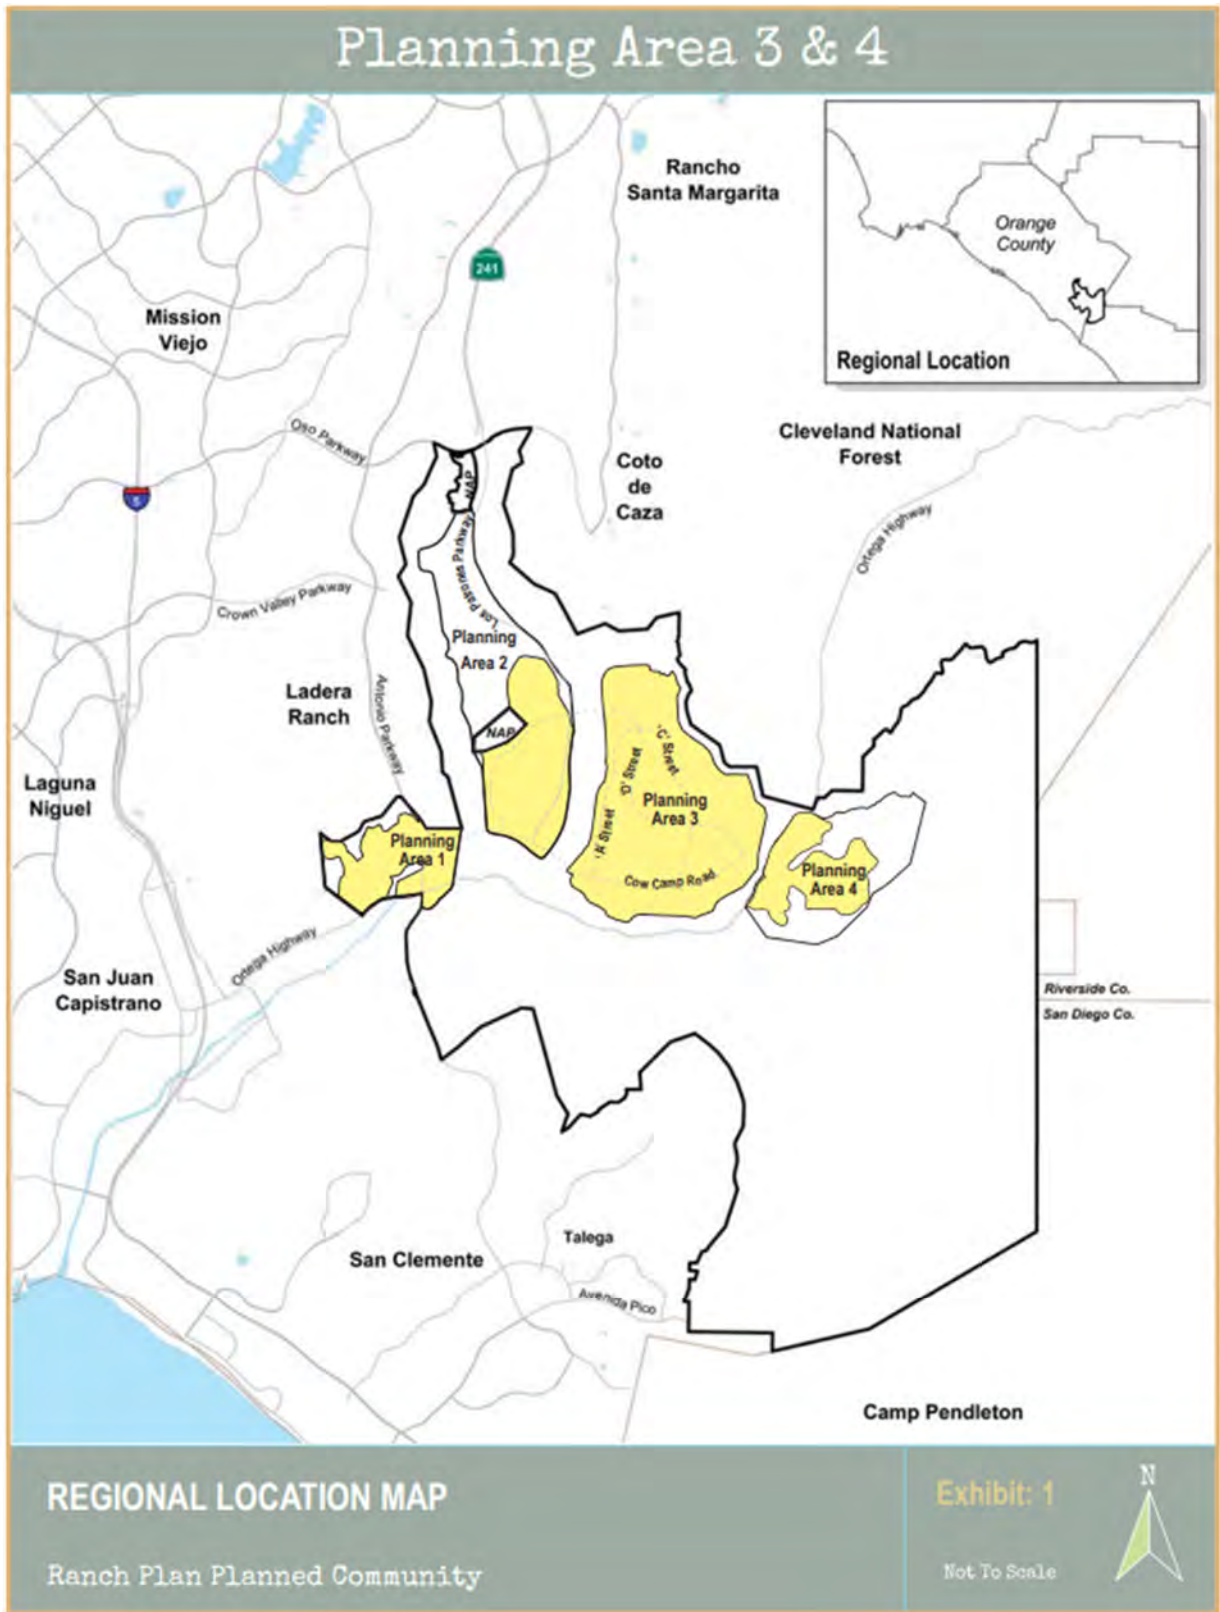 Planning Area 3 & 4
Rancho
Santa Margarita
Orange
County
Regional Location
241
Mission
Viejo
Oso Parkway
Cleveland National
Forest
Coto
de
Caza
5
NAP
Ortega Highway
Los Patrones Parkway
Crown Valley Parkway
Planning
Area 2
Ladera
Ranch
Antonio Parkway
NAP
'C' Street
'D' Street
Laguna
Niguel
Planning
Area 3
'A' Street
Planning
Area 1
Cow Camp Road
Planning
Area 4
Ortega Highway
San Juan
Capistrano
Riverside Co.
San Diego Co.
Talega
San Clemente
Avenida Pico
Camp Pendleton
REGIONAL LOCATION MAP
Ranch Plan Planned Community
Exhibit: 1
Not To Scale
N